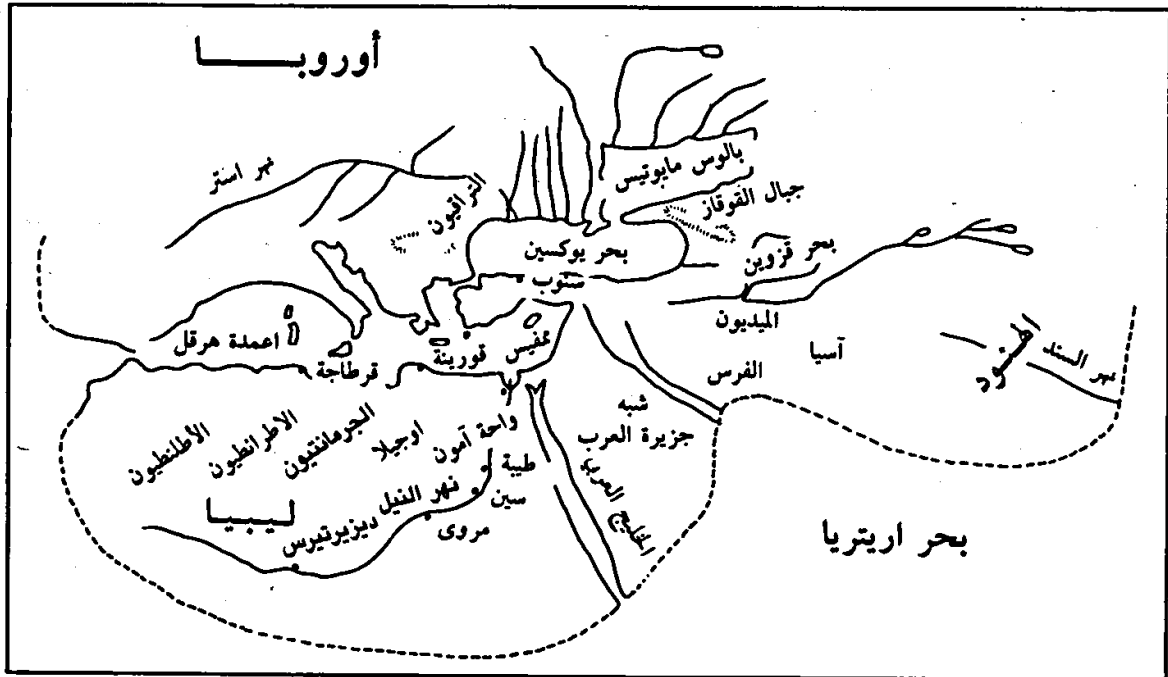 أوروبـــــا
نهر استر
التراقيون
بالوس مايوتيس
جبال القوقاز
بحر يوكسين
سنوب
بحر قزوين
الميديون
آسيا
الفرس
الهنود
نهر السند
اعمدة هرقل
قرطاجة
قورينة
ممفيس
شبه
جزيرة العرب
الأطلنطيون
الاطرانطيون
الجرمانتيون
اوجيلا
واحة آمون
طيبة
سين
نهر النيل
مروى
ديزيرتيرس
ليبيا
الخليج العربي
بحر اريتريا